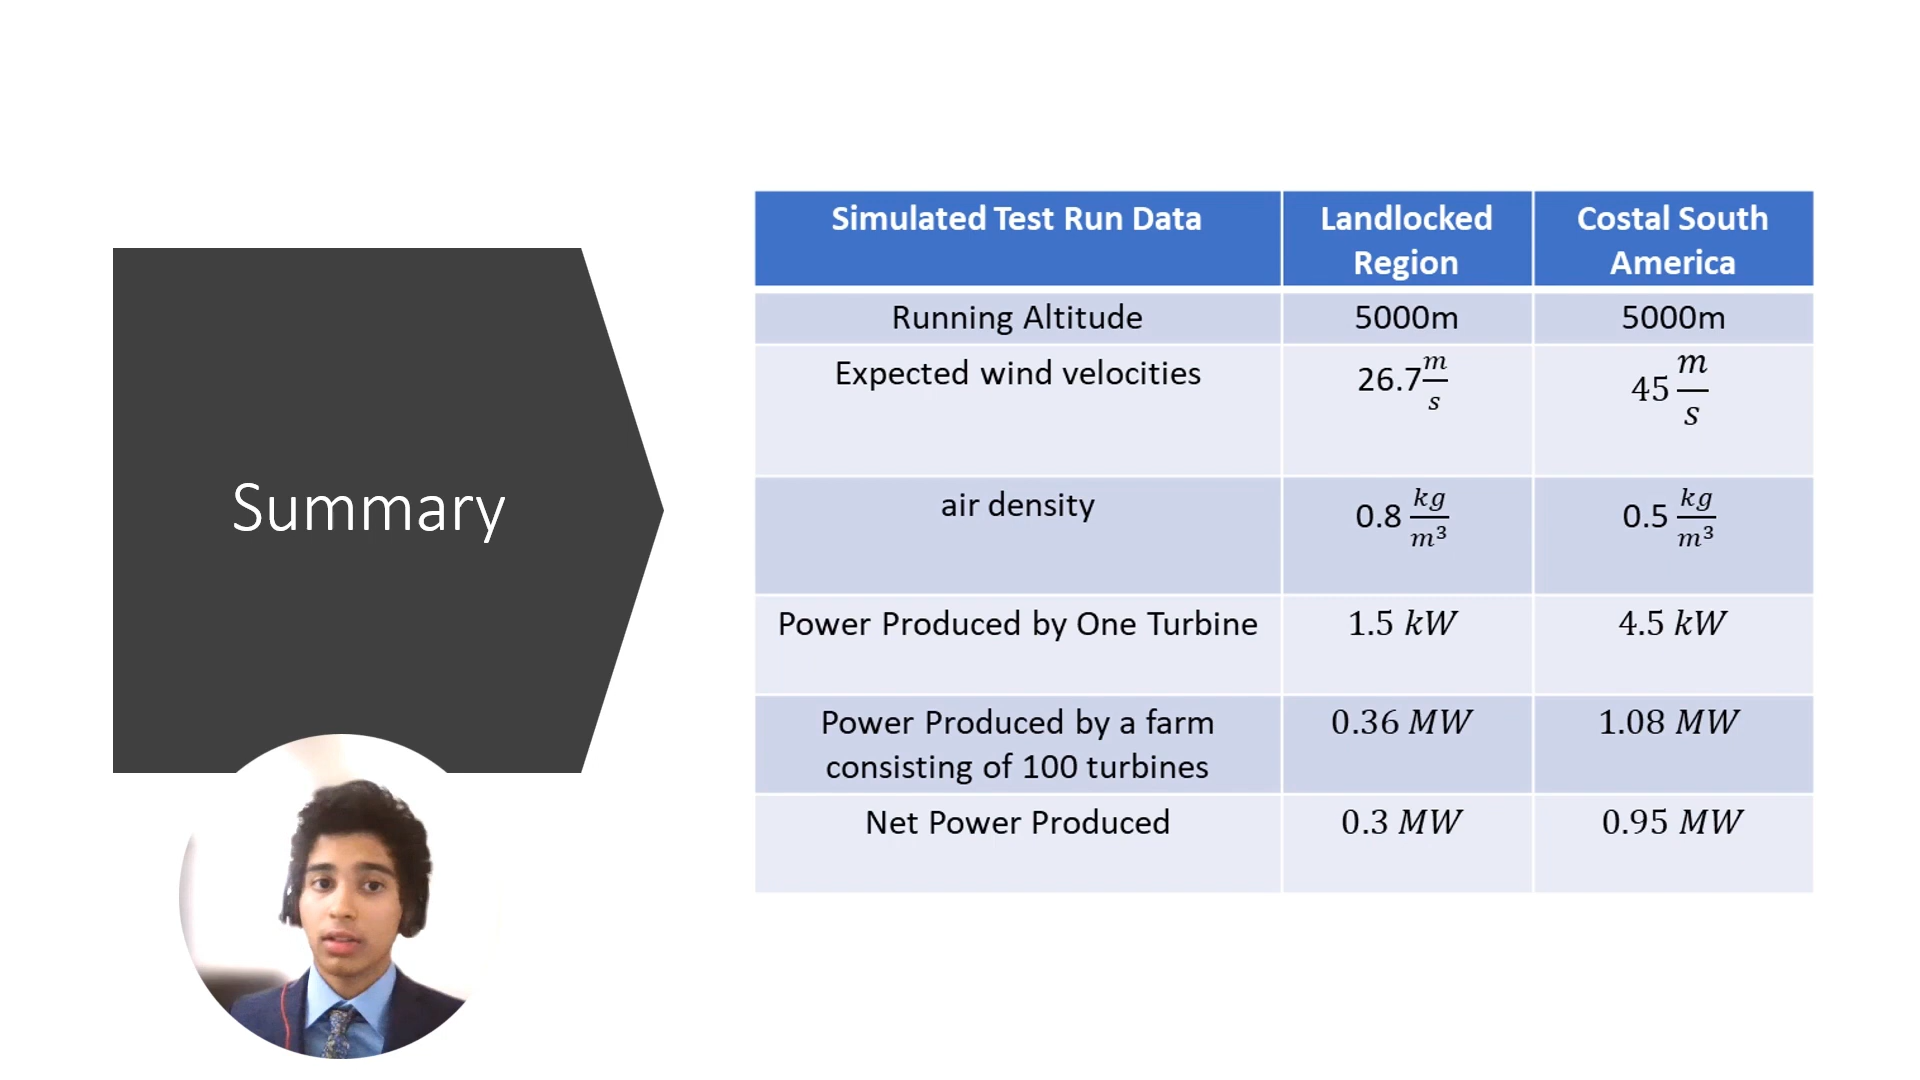 Summary
Simulated Test Run Data
Landlocked Region
Costal South America
Running Altitude
5000m
5000m
Expected wind velocities
26.7 m/s
45 m/s
air density
0.8 kg/m³
0.5 kg/m³
Power Produced by One Turbine
1.5 kW
4.5 kW
Power Produced by a farm
consisting of 100 turbines
0.36 MW
1.08 MW
Net Power Produced
0.3 MW
0.95 MW